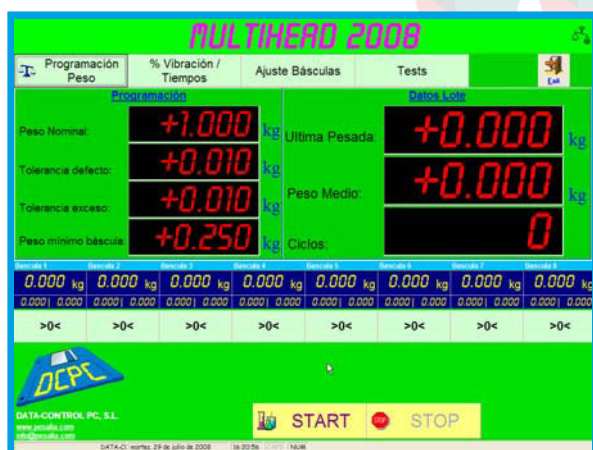 MULTIHEAD 2008
Programación Peso
% Vibración / Tiempos
Ajuste Básculas
Tests
Exit
Programación
Datos Lote
Peso Nominal: +1.000 kg
Ultima Pesada: +0.000 kg
Tolerancia defecto: +0.010 kg
Tolerancia exceso: +0.010 kg
Peso Medio: +0.000 kg
Peso mínimo báscula: +0.250 kg
Ciclos: 0
Bascula 1 Bascula 2 Bascula 3 Bascula 4 Bascula 5 Bascula 6 Bascula 7 Bascula 8
0.000 kg 0.000 kg 0.000 kg 0.000 kg 0.000 kg 0.000 kg 0.000 kg 0.000 kg
0.000 | 0.000 0.000 | 0.000 0.000 | 0.000 0.000 | 0.000 0.000 | 0.000 0.000 | 0.000 0.000 | 0.000 0.000 | 0.000
>0< >0< >0< >0< >0< >0< >0< >0<
DCPC
DATA-CONTROL PC, S.L.
www.pesalia.com
info@pesalia.com
START STOP STOP
DATA-C martes, 29 de julio de 2008 16:20:56 CAPS NUM